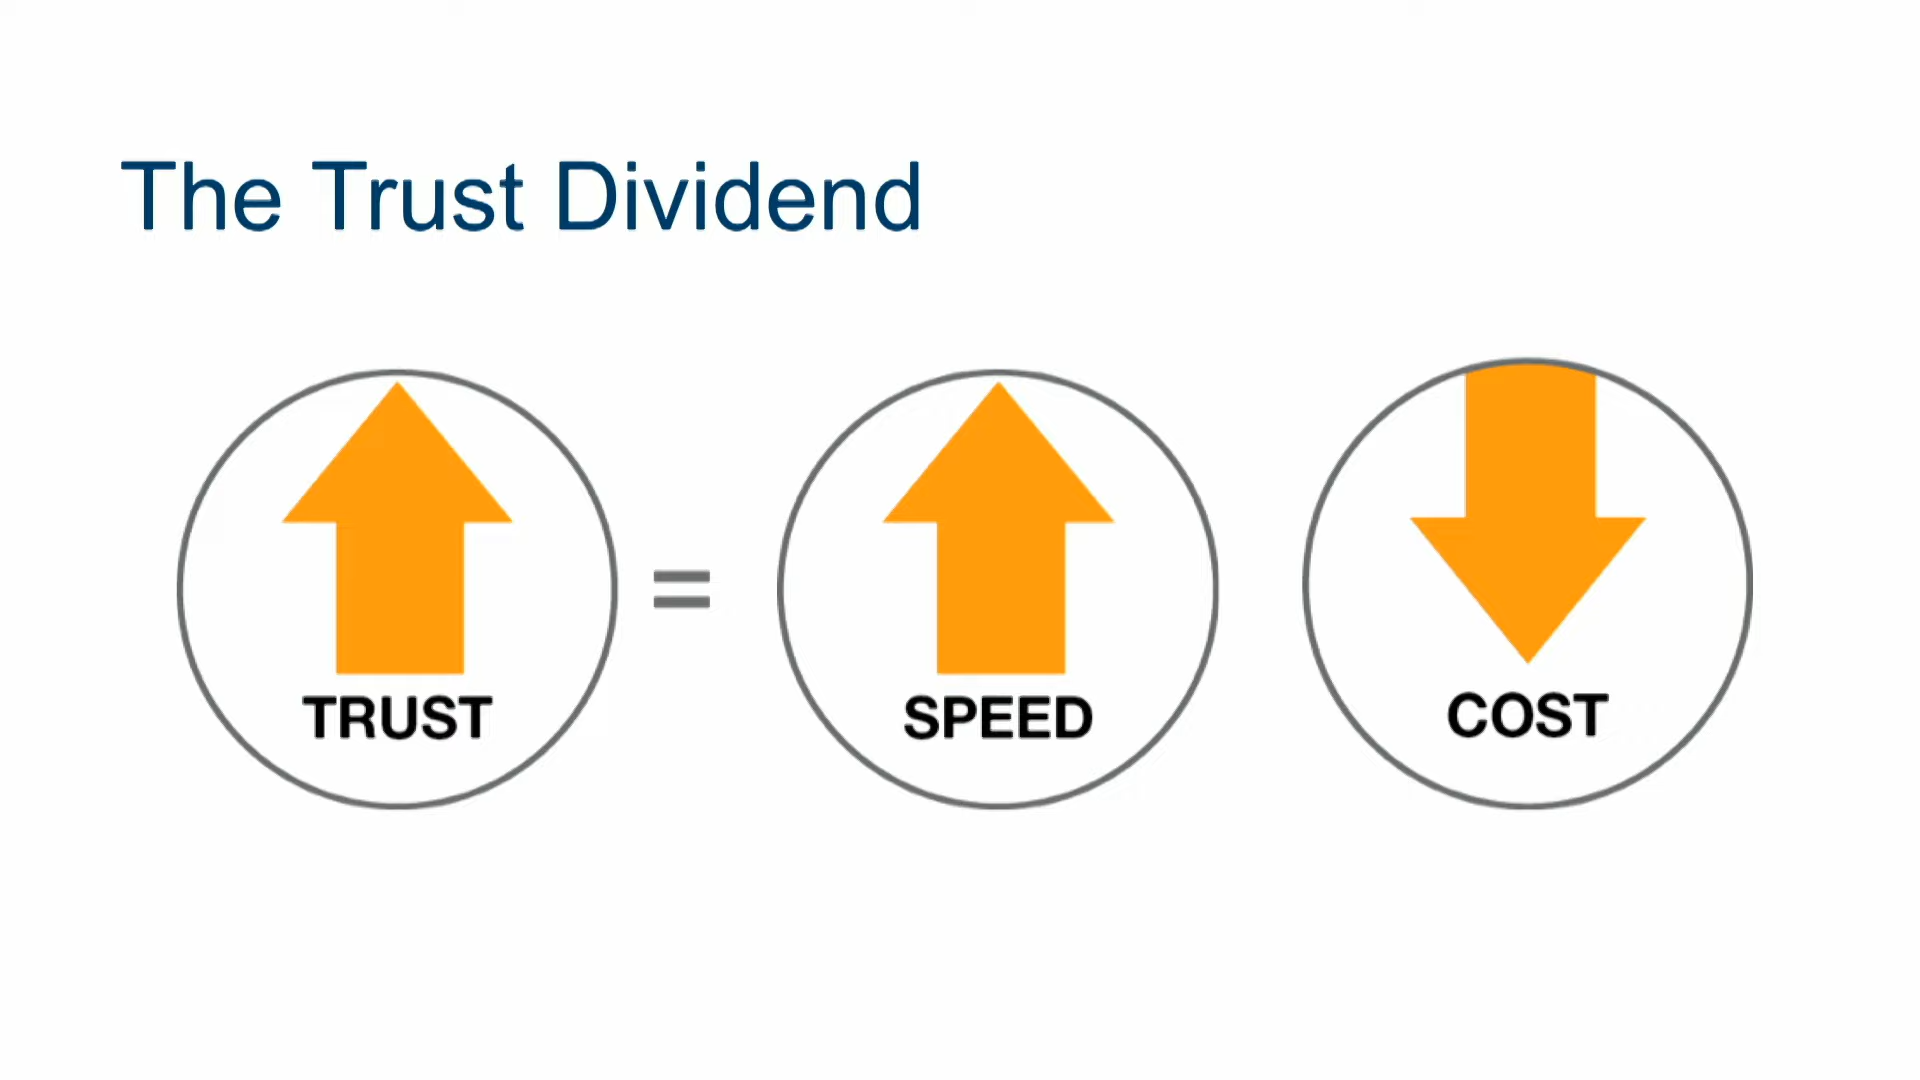 The Trust Dividend
TRUST
=
SPEED
COST